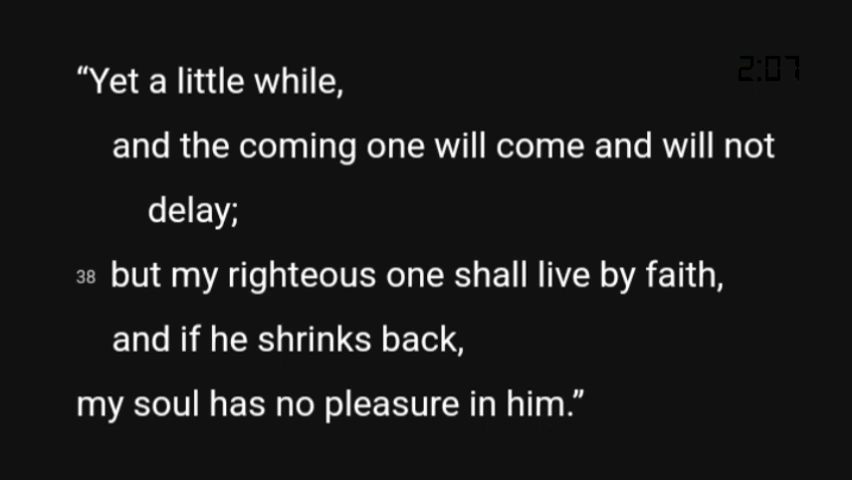 “Yet a little while,
2:07
and the coming one will come and will not
delay;
38 but my righteous one shall live by faith,
and if he shrinks back,
my soul has no pleasure in him.”